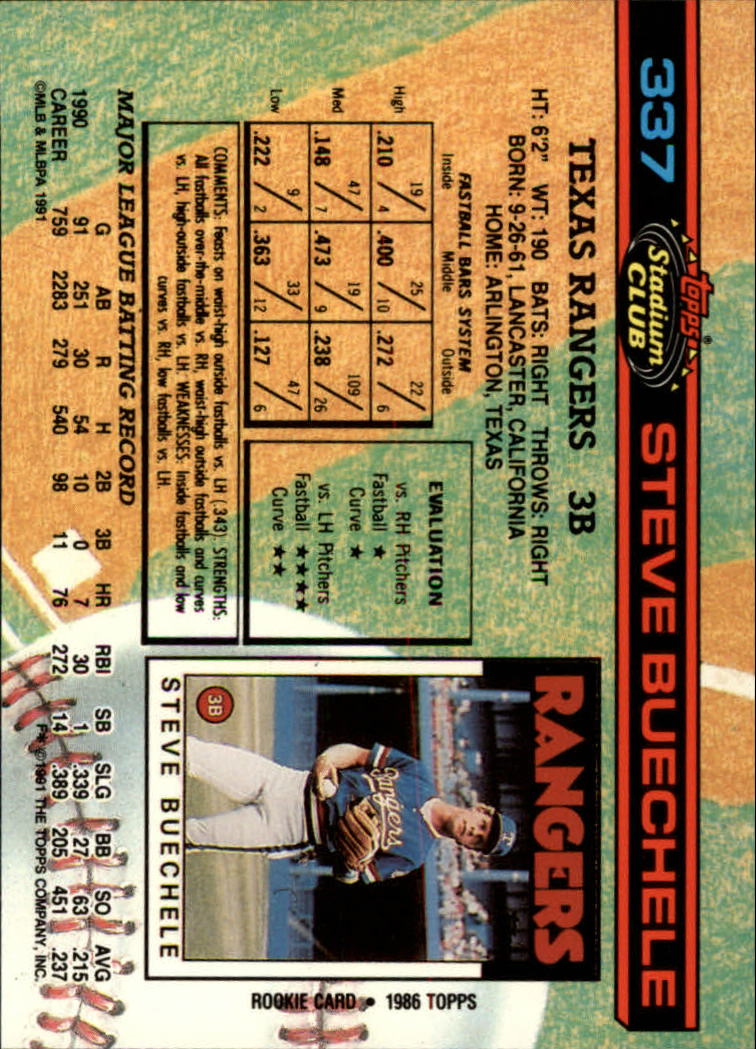 337
Topps®
Stadium
CLUB
STEVE BUECHELE
TEXAS RANGERS 3B
HT: 6'2" WT: 190 BATS: RIGHT THROWS: RIGHT
BORN: 9-26-61, LANCASTER, CALIFORNIA
HOME: ARLINGTON, TEXAS
FASTBALL BARS SYSTEM
Inside Middle Outside
High .210 19/4 .400 25/10 .272 22/6
Med .148 47/7 .473 19/9 .238 109/26
Low .222 9/2 .363 33/12 .127 47/6
EVALUATION
vs. RH Pitchers
Fastball ★
Curve ★
vs. LH Pitchers
Fastball ★★★★
Curve ★★
COMMENTS: Feasts on waist-high outside fastballs vs. LH (.343). STRENGTHS:
All fastballs over-the-middle vs. RH, waist-high outside fastballs and curves
vs. LH, high-outside fastballs vs. LH. WEAKNESSES: Inside fastballs and low
curves vs. RH, low fastballs vs. LH.
RANGERS
Rangers
T
3B
STEVE BUECHELE
ROOKIE CARD • 1986 TOPPS
MAJOR LEAGUE BATTING RECORD
G AB R H 2B 3B HR RBI SB SLG BB SO AVG
1990 91 251 30 54 10 0 7 30 1 .339 27 63 .215
CAREER 759 2283 279 540 98 11 76 272 14 .389 205 451 .237
©MLB & MLBPA 1991
©1991 THE TOPPS COMPANY, INC.